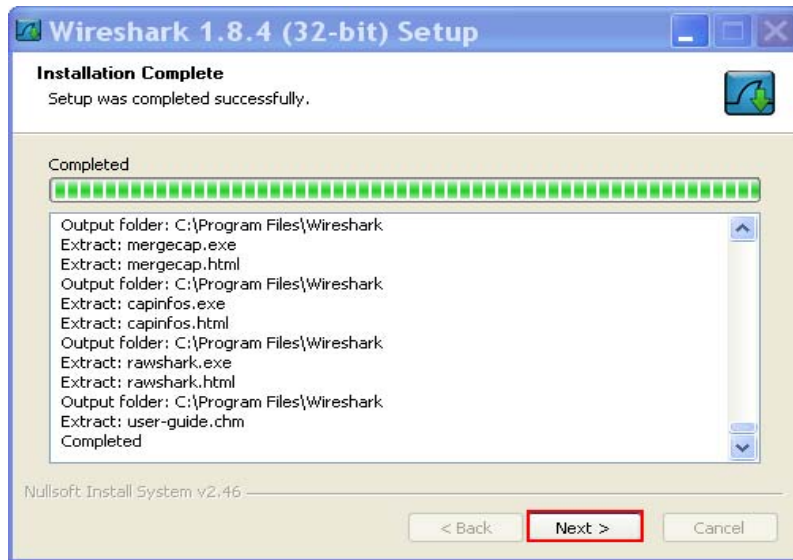 Wireshark 1.8.4 (32-bit) Setup
Installation Complete
Setup was completed successfully.
Completed
Output folder: C:\Program Files\Wireshark
Extract: mergecap.exe
Extract: mergecap.html
Output folder: C:\Program Files\Wireshark
Extract: capinfos.exe
Extract: capinfos.html
Output folder: C:\Program Files\Wireshark
Extract: rawshark.exe
Extract: rawshark.html
Output folder: C:\Program Files\Wireshark
Extract: user-guide.chm
Completed
Nullsoft Install System v2.46
< Back Next > Cancel